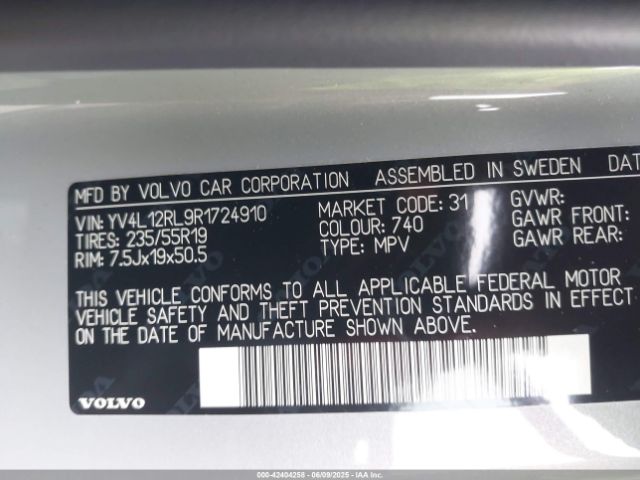 MFD BY VOLVO CAR CORPORATION ASSEMBLED IN SWEDEN DAT
VIN: YV4L12RL9R1724910 MARKET CODE: 31 GVWR:
TIRES: 235/55R19 COLOUR: 740 GAWR FRONT:
RIM: 7.5Jx19x50.5 TYPE: MPV GAWR REAR:
THIS VEHICLE CONFORMS TO ALL APPLICABLE FEDERAL MOTOR
VEHICLE SAFETY AND THEFT PREVENTION STANDARDS IN EFFECT
ON THE DATE OF MANUFACTURE SHOWN ABOVE.
VOLVO
000-42404258 - 06/09/2025 - IAAI.com